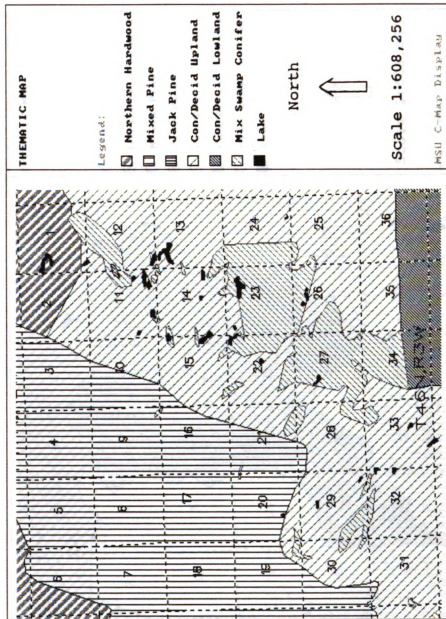 6 5 4 3 2 1
7 8 9 10 11 12
18 17 16 15 14 13
19 20 21 22 23 24
30 29 28 27 26 25
31 32 33 34 35 36
T46N,R3W
THEMATIC MAP
Legend:
Northern Hardwood
Mixed Pine
Jack Pine
Con/Decid Upland
Con/Decid Lowland
Mix Swamp Conifer
Lake
North
Scale 1:608,256
MSU C-Map Display